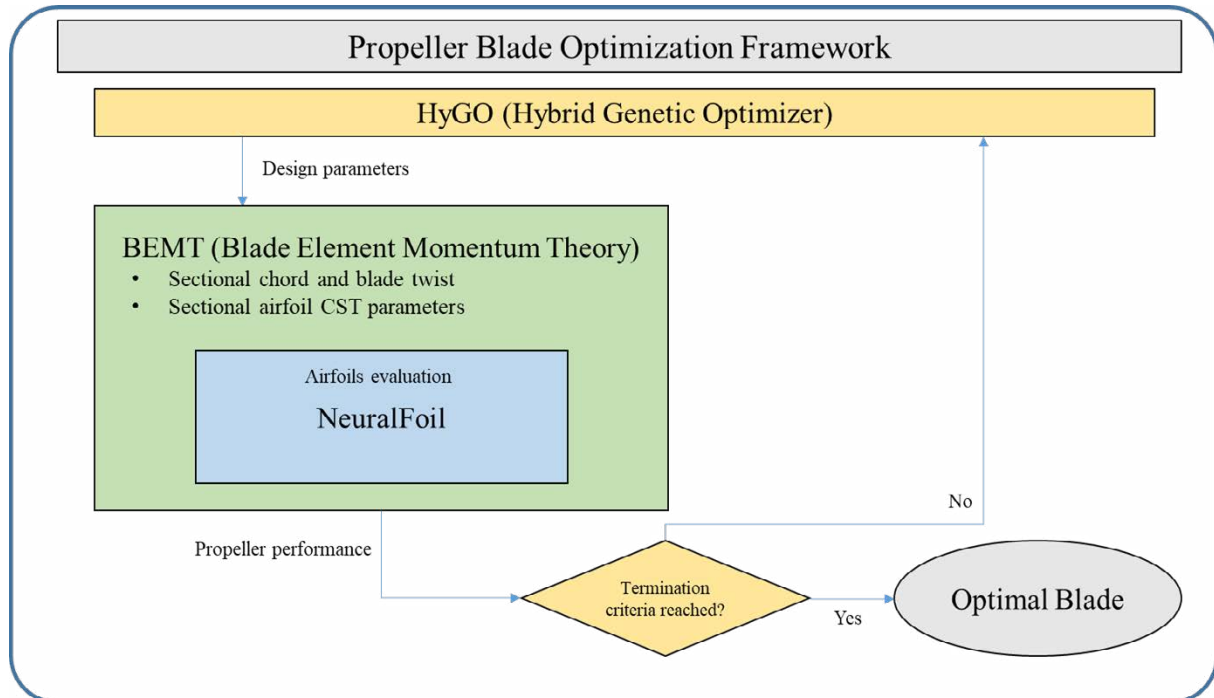 Propeller Blade Optimization Framework
HyGO (Hybrid Genetic Optimizer)
Design parameters
BEMT (Blade Element Momentum Theory)
• Sectional chord and blade twist
• Sectional airfoil CST parameters
Airfoils evaluation
NeuralFoil
Propeller performance
Termination
criteria reached?
No
Yes
Optimal Blade